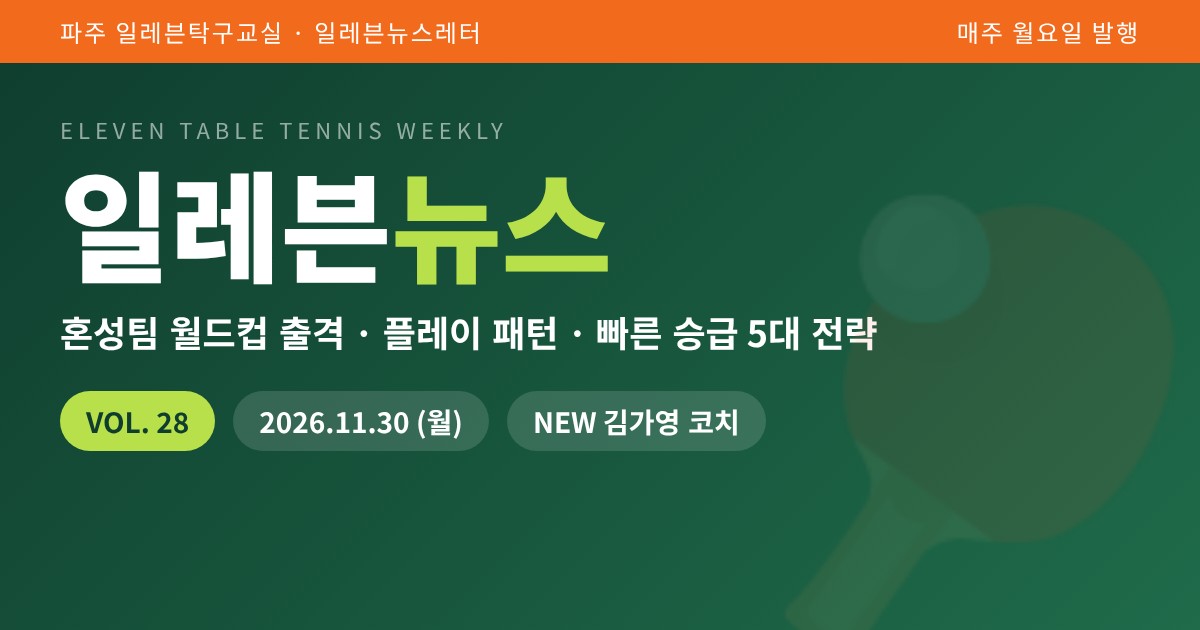 파주 일레븐탁구교실 · 일레븐뉴스레터
매주 월요일 발행
ELEVEN TABLE TENNIS WEEKLY
일레븐뉴스
혼성팀 월드컵 출격 · 플레이 패턴 · 빠른 승급 5대 전략
VOL. 28
2026.11.30 (월)
NEW 김가영 코치